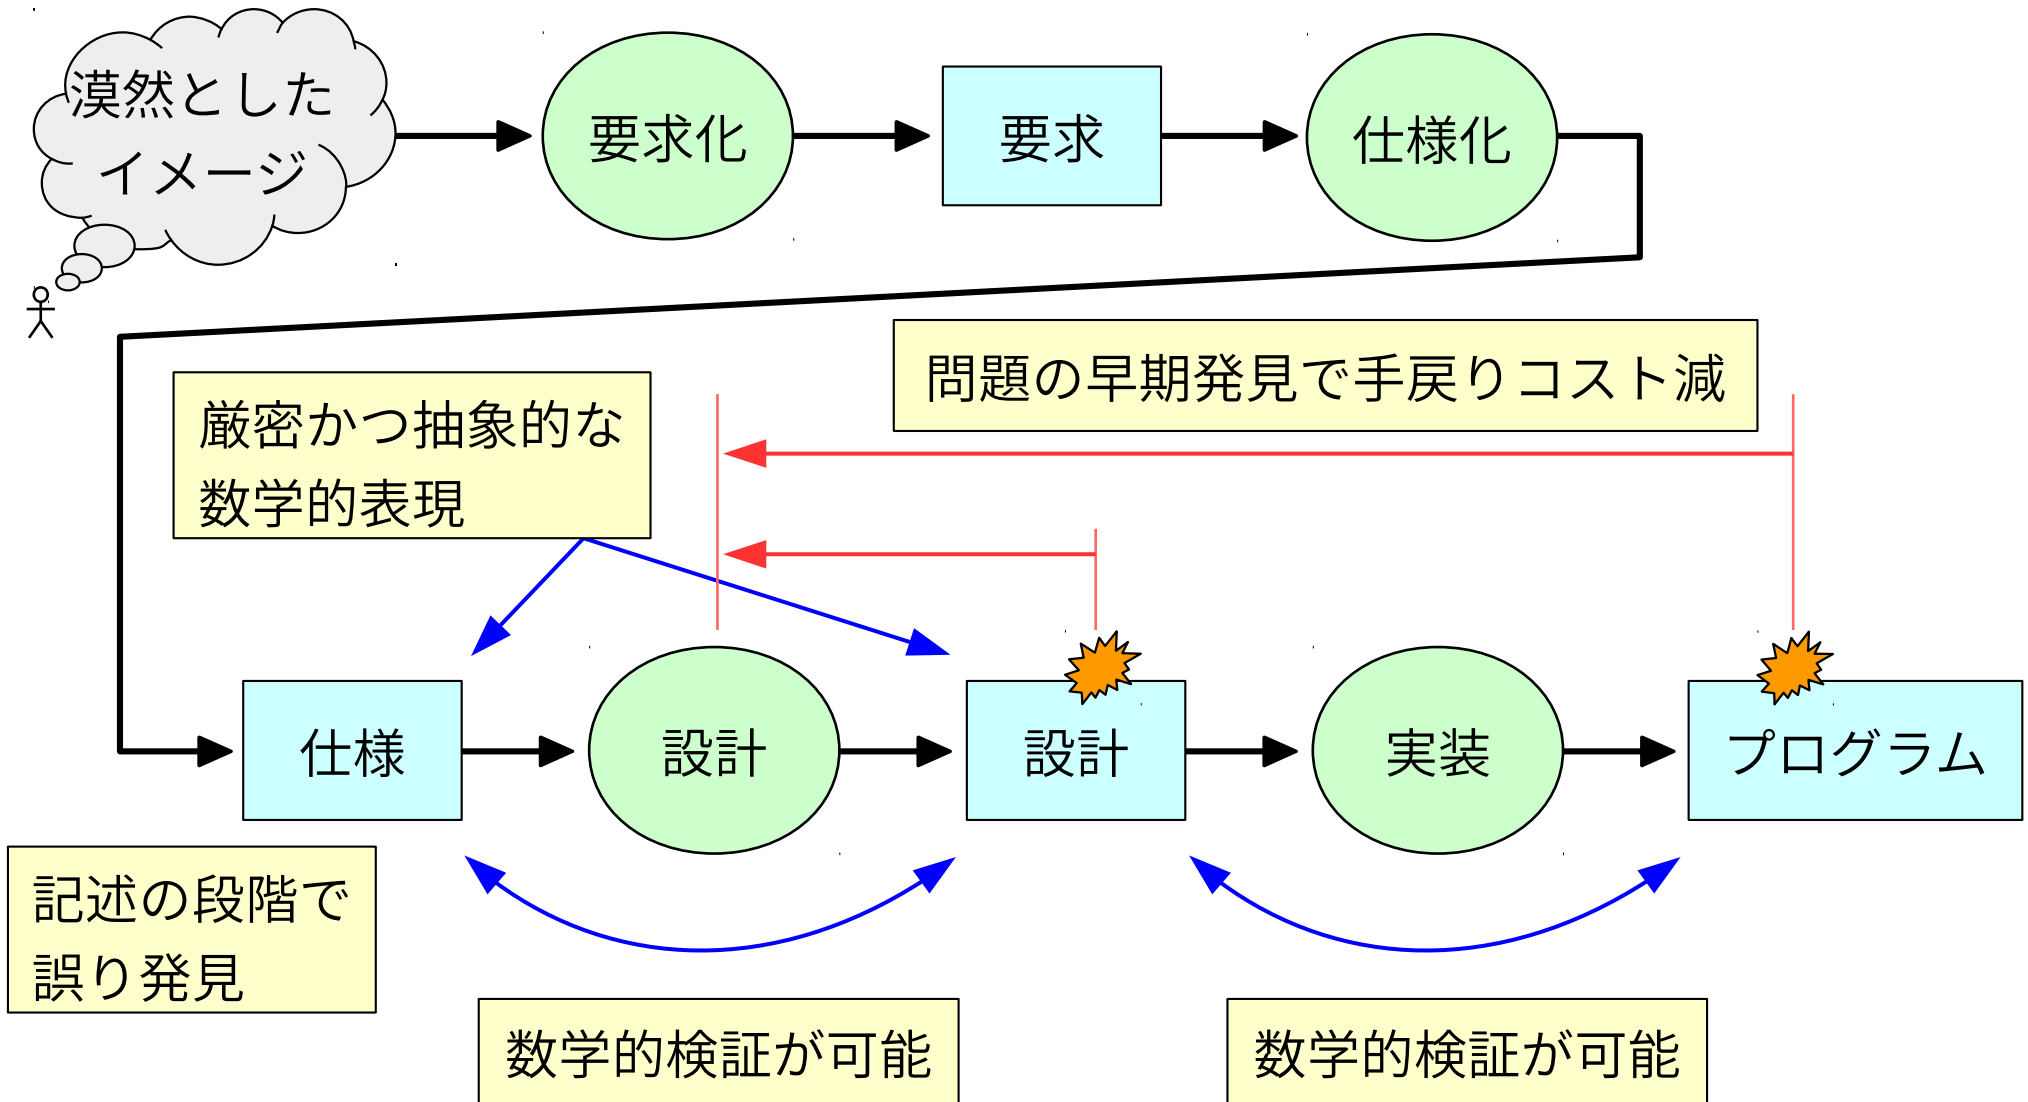 漠然とした
イメージ
要求化
要求
仕様化
問題の早期発見で手戻りコスト減
厳密かつ抽象的な
数学的表現
仕様
設計
設計
実装
プログラム
記述の段階で
誤り発見
数学的検証が可能
数学的検証が可能